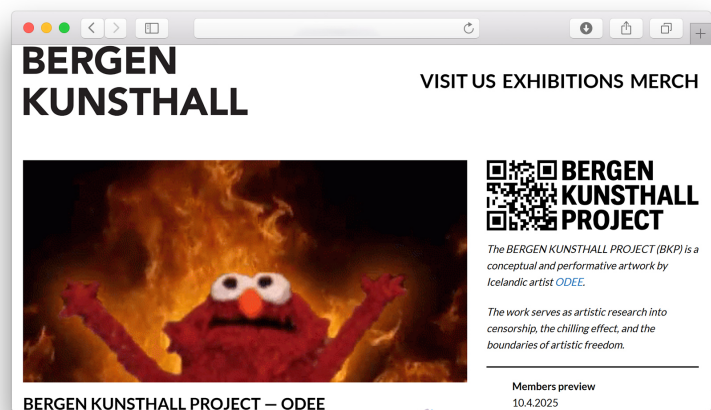 BERGEN
KUNSTHALL
VISIT US EXHIBITIONS MERCH
BERGEN
KUNSTHALL
PROJECT
The BERGEN KUNSTHALL PROJECT (BKP) is a
conceptual and performative artwork by
Icelandic artist ODEE.
The work serves as artistic research into
censorship, the chilling effect, and the
boundaries of artistic freedom.
Members preview
10.4.2025
BERGEN KUNSTHALL PROJECT — ODEE